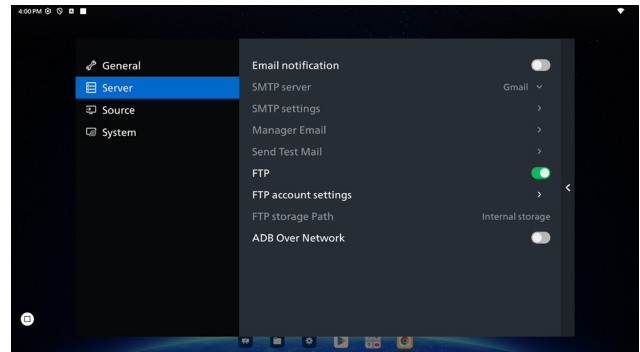 4:00 PM
General
Server
Source
System
Email notification
SMTP server Gmail
SMTP settings
Manager Email
Send Test Mail
FTP
FTP account settings
FTP storage Path Internal storage
ADB Over Network